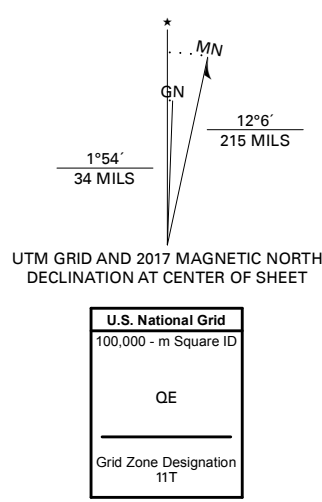 ★
MN
GN
12°6´
215 MILS
1°54´
34 MILS
UTM GRID AND 2017 MAGNETIC NORTH
DECLINATION AT CENTER OF SHEET
U.S. National Grid
100,000 - m Square ID
QE
Grid Zone Designation
11T